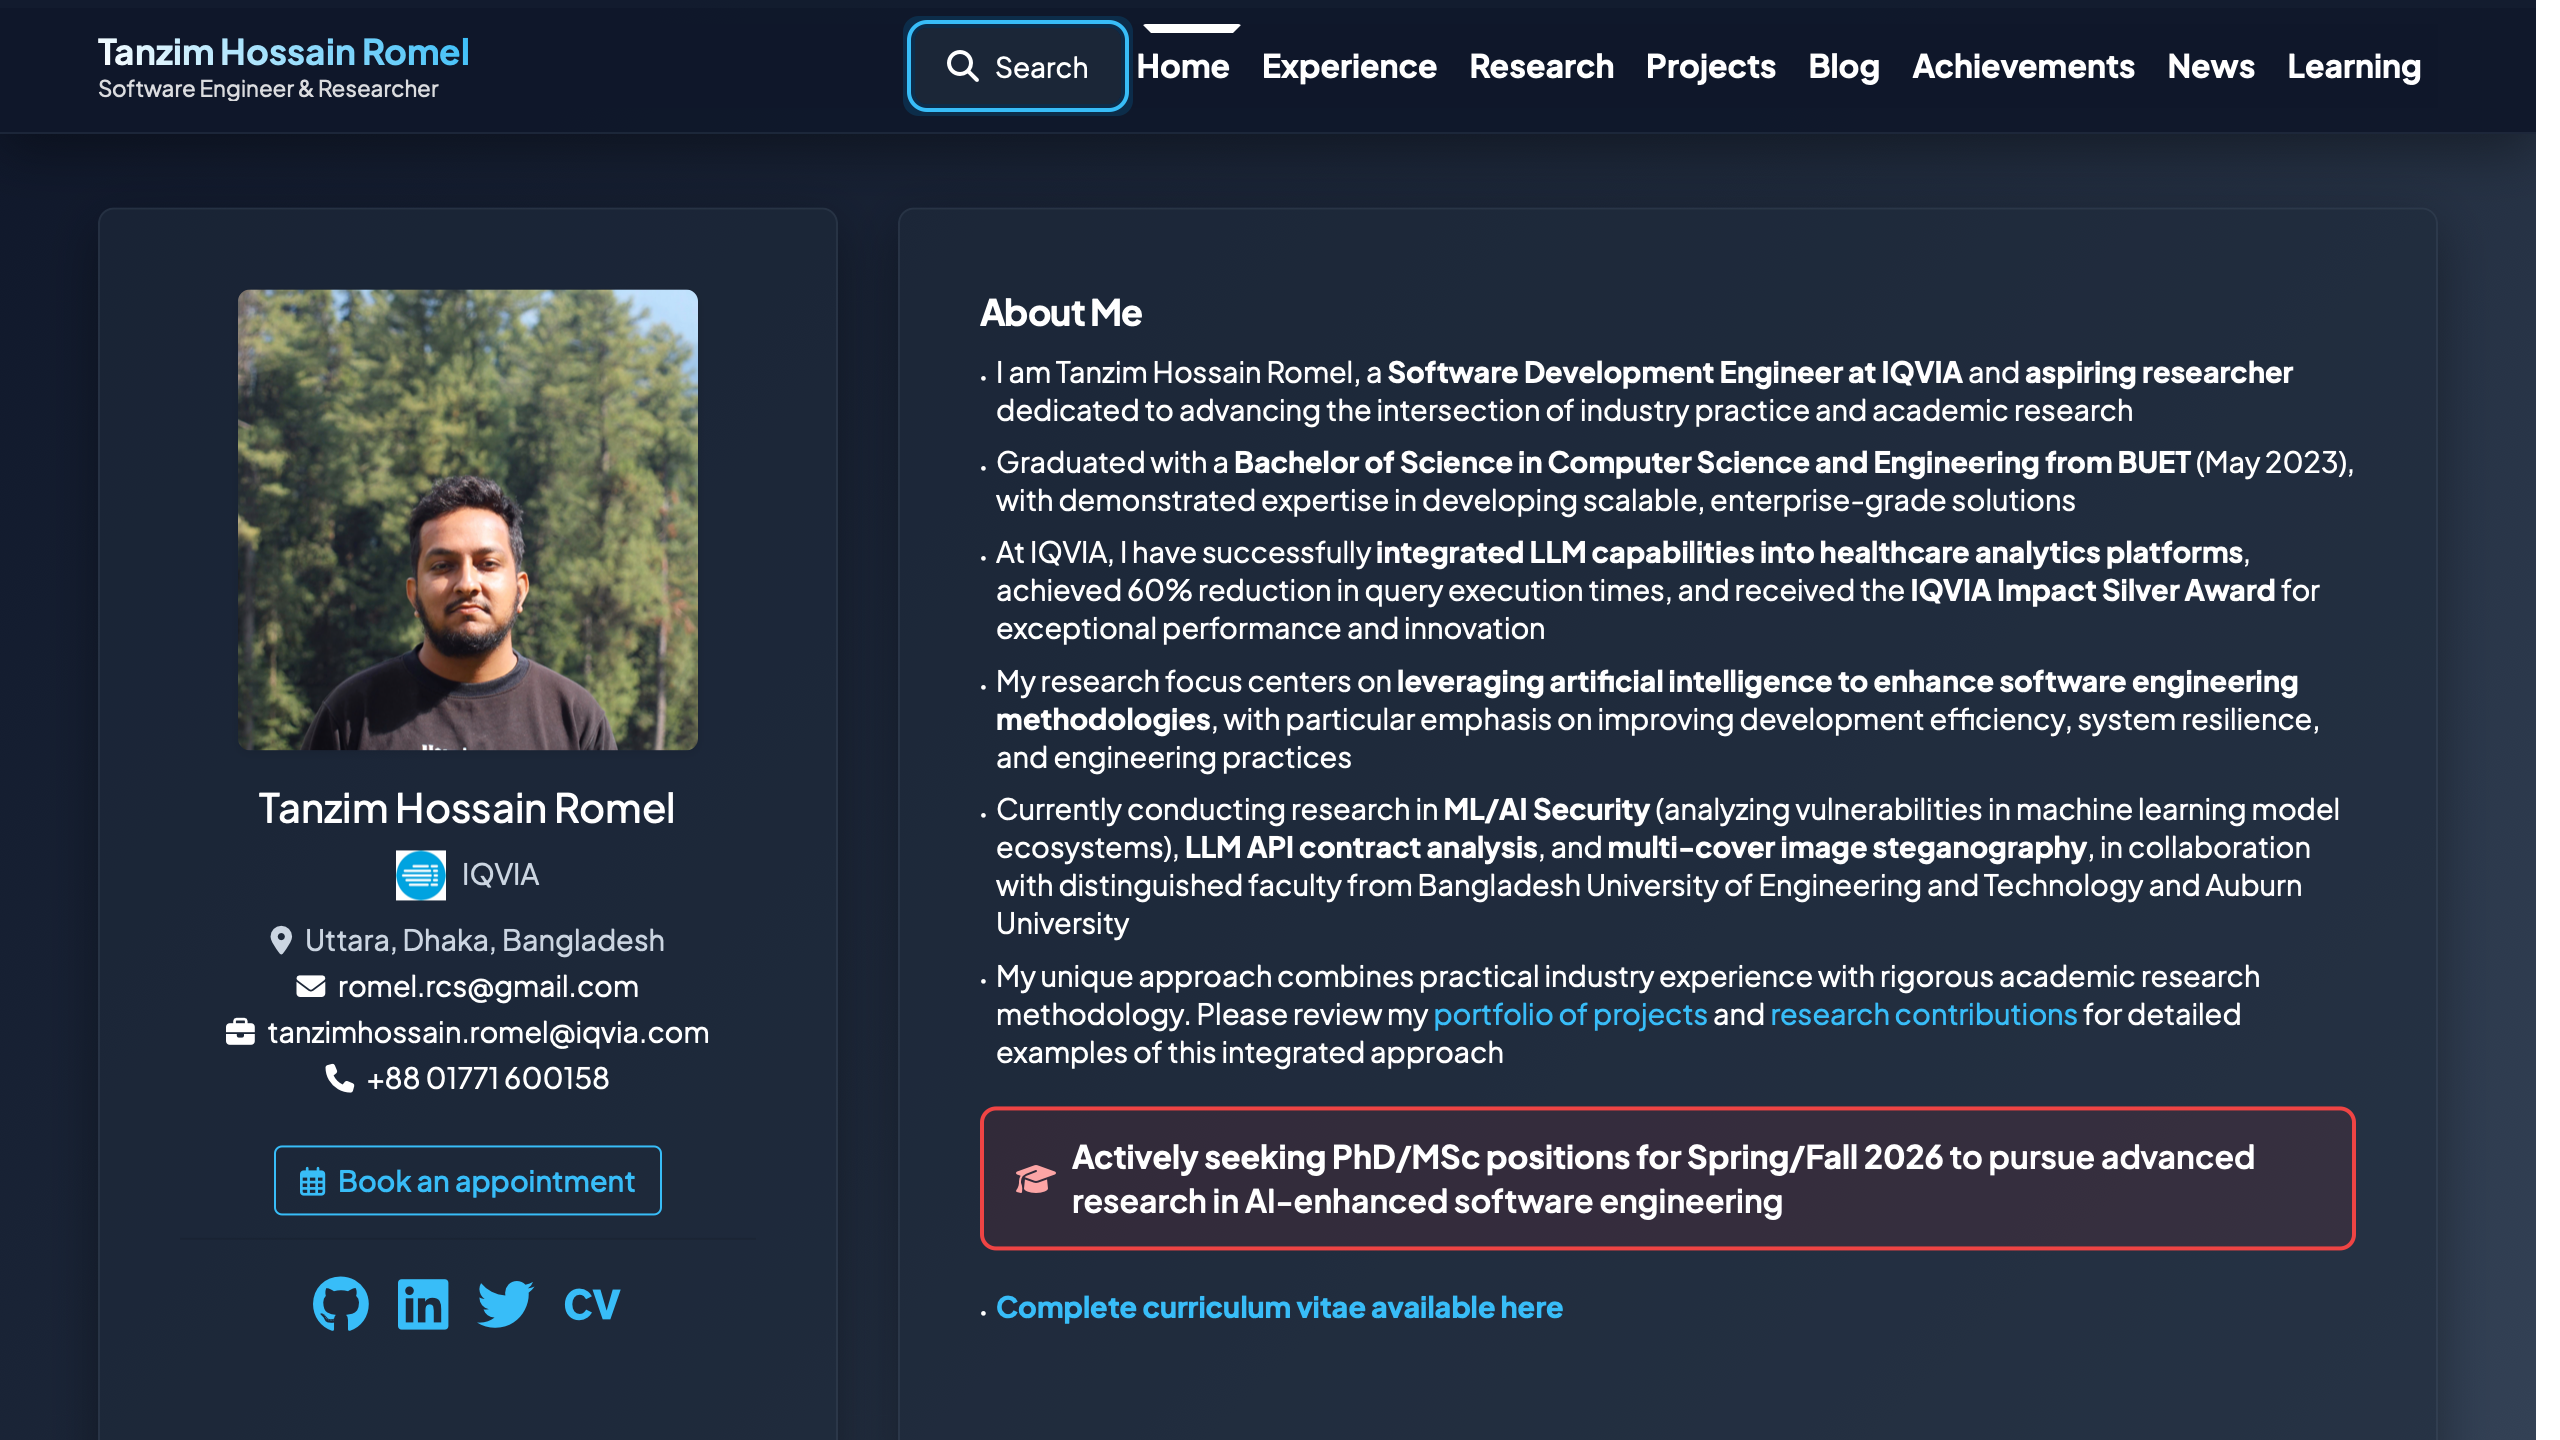 Tanzim Hossain Romel
Software Engineer & Researcher
Search
Home
Experience
Research
Projects
Blog
Achievements
News
Learning
Tanzim Hossain Romel
IQVIA
Uttara, Dhaka, Bangladesh
romel.rcs@gmail.com
tanzimhossain.romel@iqvia.com
+88 01771 600158
Book an appointment
CV
About Me
• I am Tanzim Hossain Romel, a Software Development Engineer at IQVIA and aspiring researcher
dedicated to advancing the intersection of industry practice and academic research
• Graduated with a Bachelor of Science in Computer Science and Engineering from BUET (May 2023),
with demonstrated expertise in developing scalable, enterprise-grade solutions
• At IQVIA, I have successfully integrated LLM capabilities into healthcare analytics platforms,
achieved 60% reduction in query execution times, and received the IQVIA Impact Silver Award for
exceptional performance and innovation
• My research focus centers on leveraging artificial intelligence to enhance software engineering
methodologies, with particular emphasis on improving development efficiency, system resilience,
and engineering practices
• Currently conducting research in ML/AI Security (analyzing vulnerabilities in machine learning model
ecosystems), LLM API contract analysis, and multi-cover image steganography, in collaboration
with distinguished faculty from Bangladesh University of Engineering and Technology and Auburn
University
• My unique approach combines practical industry experience with rigorous academic research
methodology. Please review my portfolio of projects and research contributions for detailed
examples of this integrated approach
Actively seeking PhD/MSc positions for Spring/Fall 2026 to pursue advanced
research in AI-enhanced software engineering
• Complete curriculum vitae available here